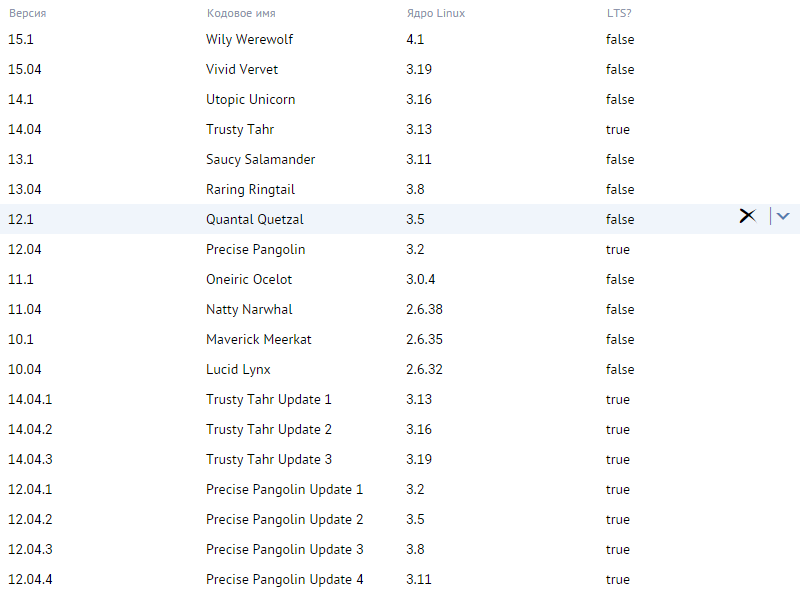 Версия Кодовое имя Ядро Linux LTS?
15.1 Wily Werewolf 4.1 false
15.04 Vivid Vervet 3.19 false
14.1 Utopic Unicorn 3.16 false
14.04 Trusty Tahr 3.13 true
13.1 Saucy Salamander 3.11 false
13.04 Raring Ringtail 3.8 false
12.1 Quantal Quetzal 3.5 false
12.04 Precise Pangolin 3.2 true
11.1 Oneiric Ocelot 3.0.4 false
11.04 Natty Narwhal 2.6.38 false
10.1 Maverick Meerkat 2.6.35 false
10.04 Lucid Lynx 2.6.32 false
14.04.1 Trusty Tahr Update 1 3.13 true
14.04.2 Trusty Tahr Update 2 3.16 true
14.04.3 Trusty Tahr Update 3 3.19 true
12.04.1 Precise Pangolin Update 1 3.2 true
12.04.2 Precise Pangolin Update 2 3.5 true
12.04.3 Precise Pangolin Update 3 3.8 true
12.04.4 Precise Pangolin Update 4 3.11 true